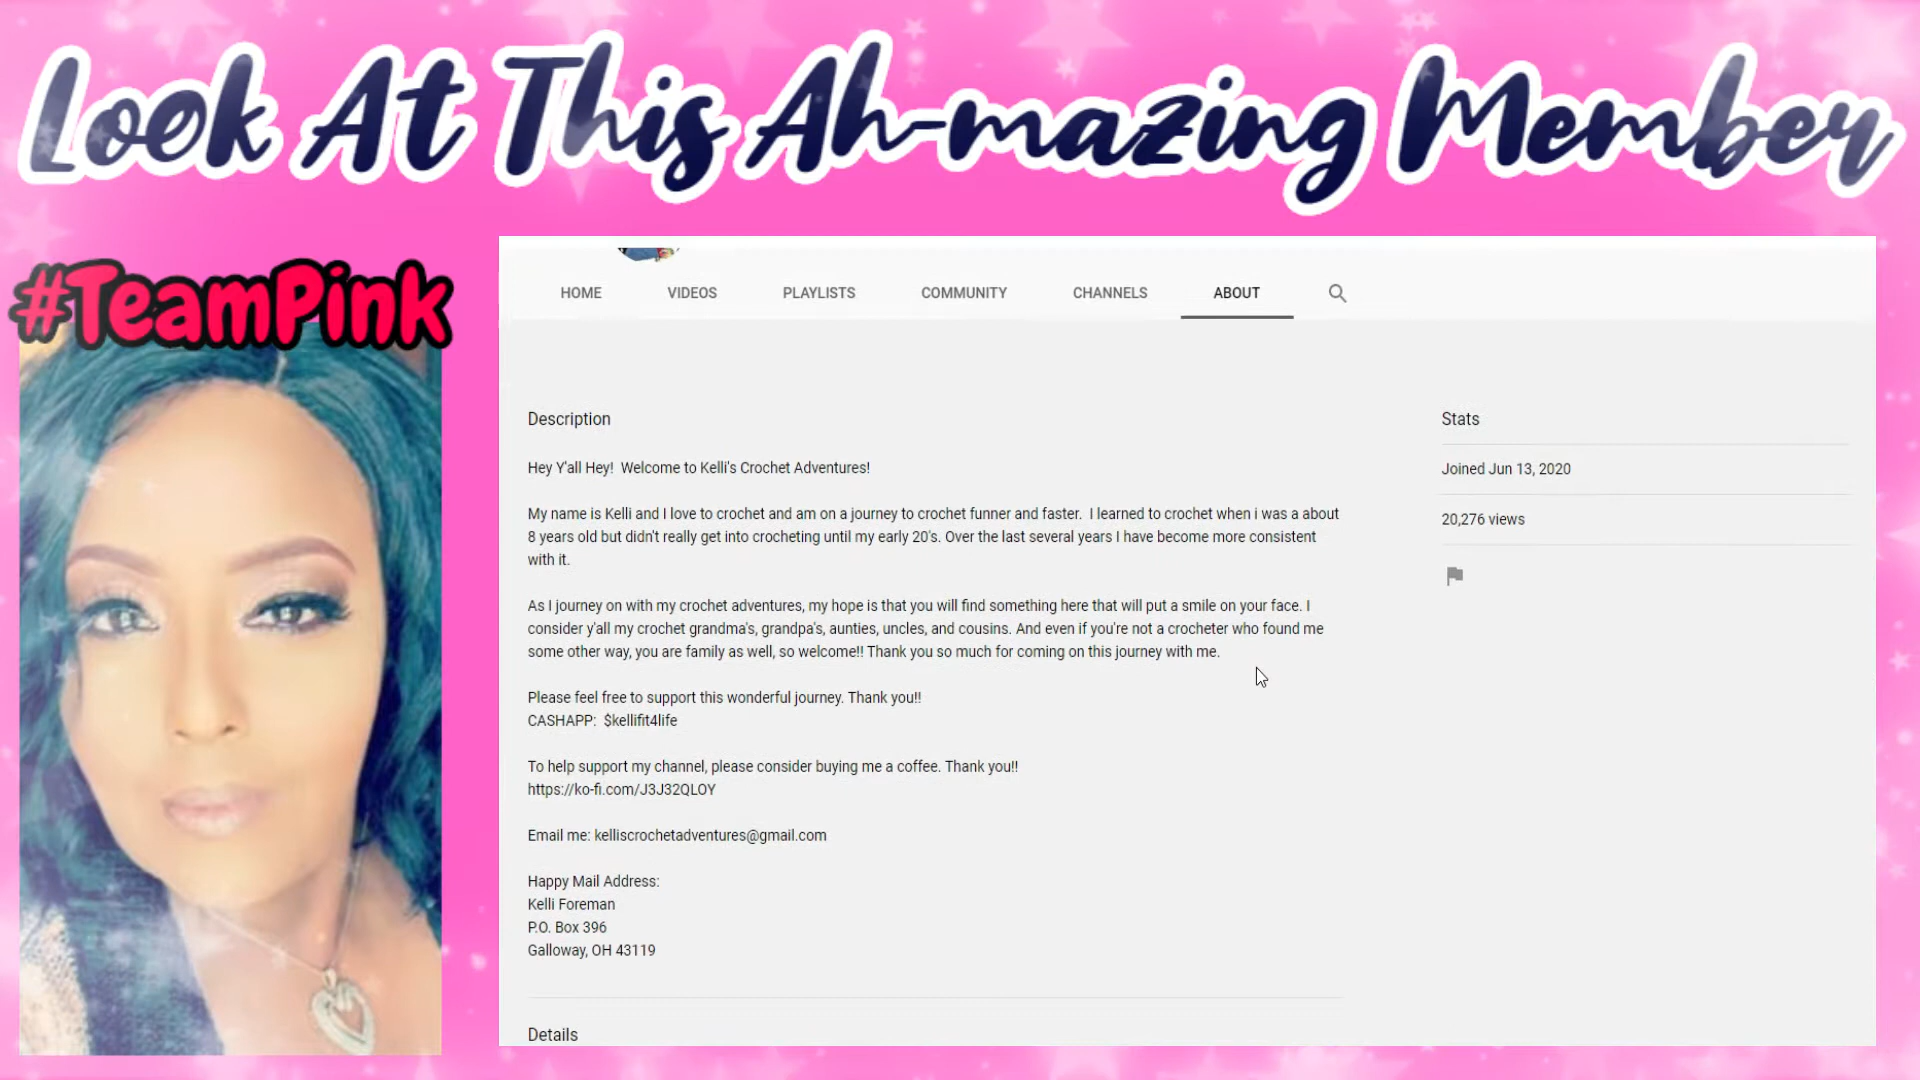 Look At This Ah-mazing Member
#TeamPink
HOME VIDEOS PLAYLISTS COMMUNITY CHANNELS ABOUT
Description
Hey Y'all Hey!  Welcome to Kelli's Crochet Adventures!
My name is Kelli and I love to crochet and am on a journey to crochet funner and faster.  I learned to crochet when i was a about
8 years old but didn't really get into crocheting until my early 20's. Over the last several years I have become more consistent
with it.
As I journey on with my crochet adventures, my hope is that you will find something here that will put a smile on your face. I
consider y'all my crochet grandma's, grandpa's, aunties, uncles, and cousins. And even if you're not a crocheter who found me
some other way, you are family as well, so welcome!! Thank you so much for coming on this journey with me.
Please feel free to support this wonderful journey. Thank you!!
CASHAPP:  $kellifit4life
To help support my channel, please consider buying me a coffee. Thank you!!
https://ko-fi.com/J3J32QLOY
Email me: kelliscrochetadventures@gmail.com
Happy Mail Address:
Kelli Foreman
P.O. Box 396
Galloway, OH 43119
Details
Stats
Joined Jun 13, 2020
20,276 views